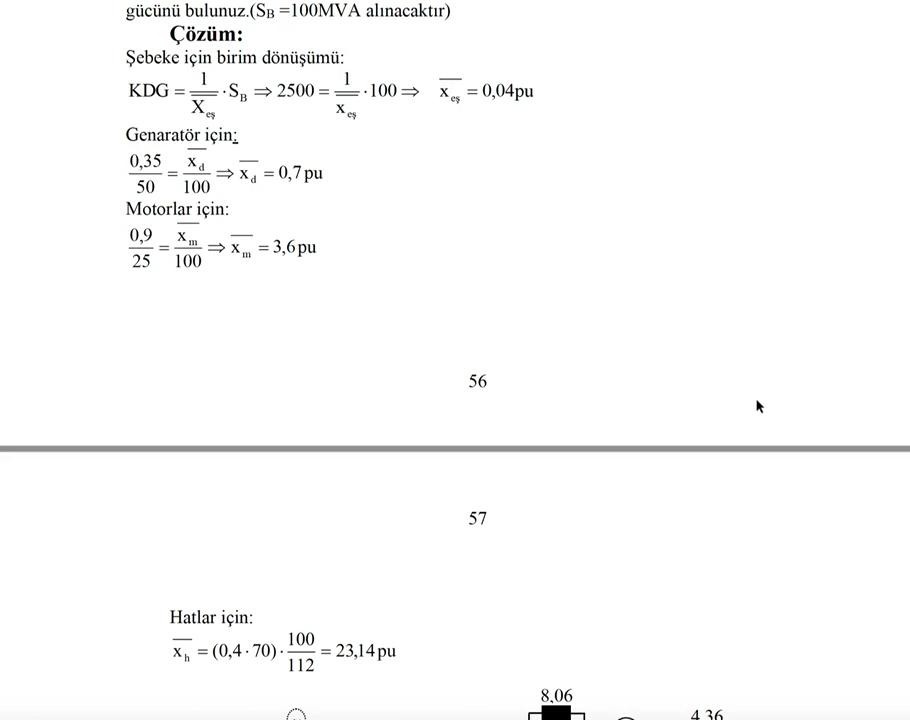 gücünü bulunuz.(SB =100MVA alınacaktır)
Çözüm:
Şebeke için birim dönüşümü:
KDG = 1/Xeş · SB ⇒ 2500 = 1/xeş · 100 ⇒ xeş = 0,04pu
Genaratör için:
0,35/50 = xd/100 ⇒ xd = 0,7 pu
Motorlar için:
0,9/25 = xm/100 ⇒ xm = 3,6 pu
56
57
Hatlar için:
xh = (0,4 · 70) · 100/112 = 23,14 pu
8,06
4,36